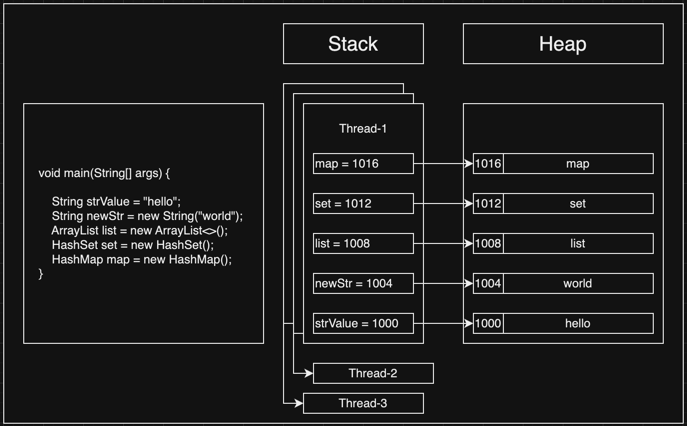 Stack
Heap
void main(String[] args) {
String strValue = "hello";
String newStr = new String("world");
ArrayList list = new ArrayList<>();
HashSet set = new HashSet();
HashMap map = new HashMap();
}
Thread-1
map = 1016
set = 1012
list = 1008
newStr = 1004
strValue = 1000
Thread-2
Thread-3
1016 map
1012 set
1008 list
1004 world
1000 hello